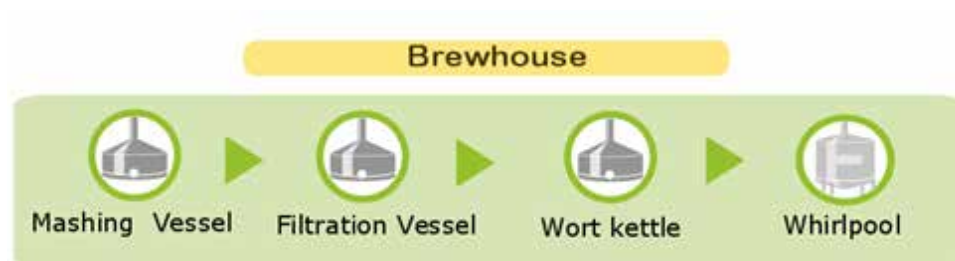 Brewhouse
Mashing Vessel
Filtration Vessel
Wort kettle
Whirlpool